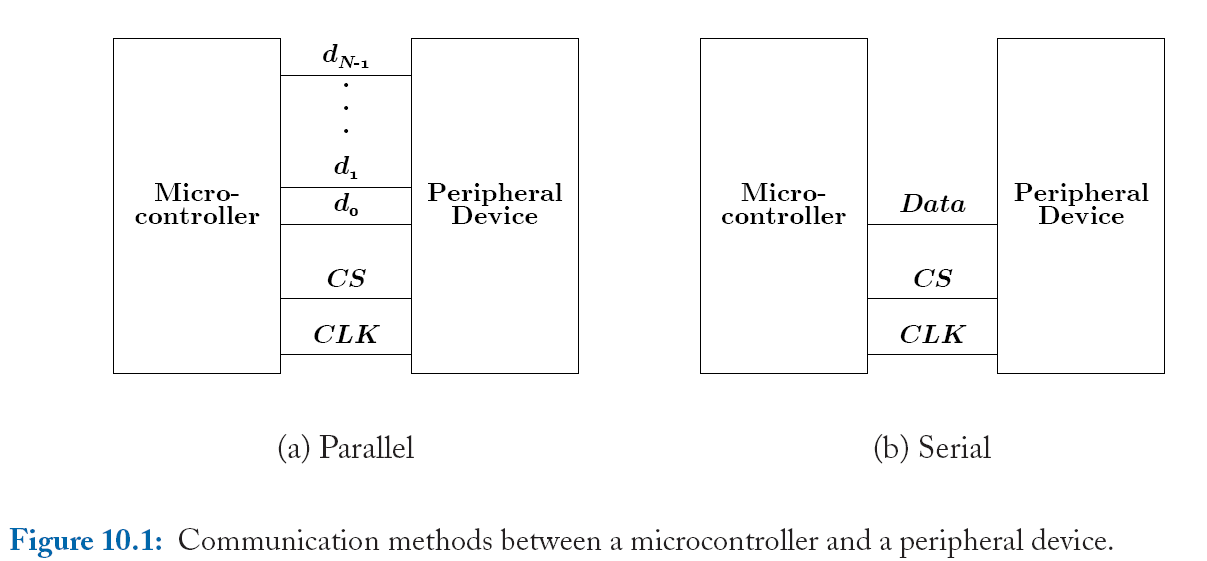 d_{N-1}
.
.
.
d_1
d_0
CS
CLK
Micro-
controller
Peripheral
Device
(a) Parallel
Micro-
controller
Data
CS
CLK
Peripheral
Device
(b) Serial
Figure 10.1: Communication methods between a microcontroller and a peripheral device.